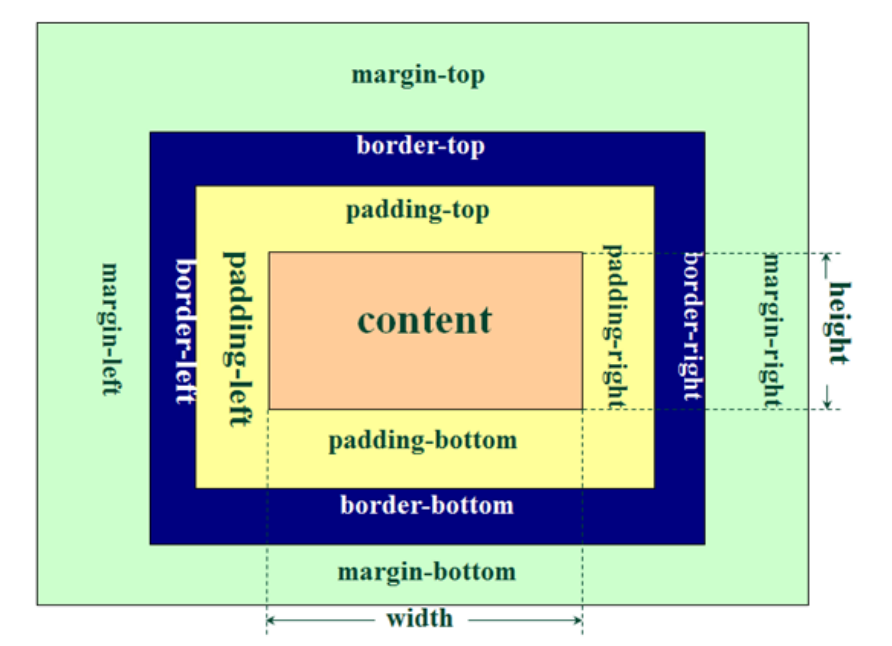 margin-top
border-top
padding-top
margin-left
border-left
padding-left
content
padding-right
border-right
margin-right
height
padding-bottom
border-bottom
margin-bottom
width